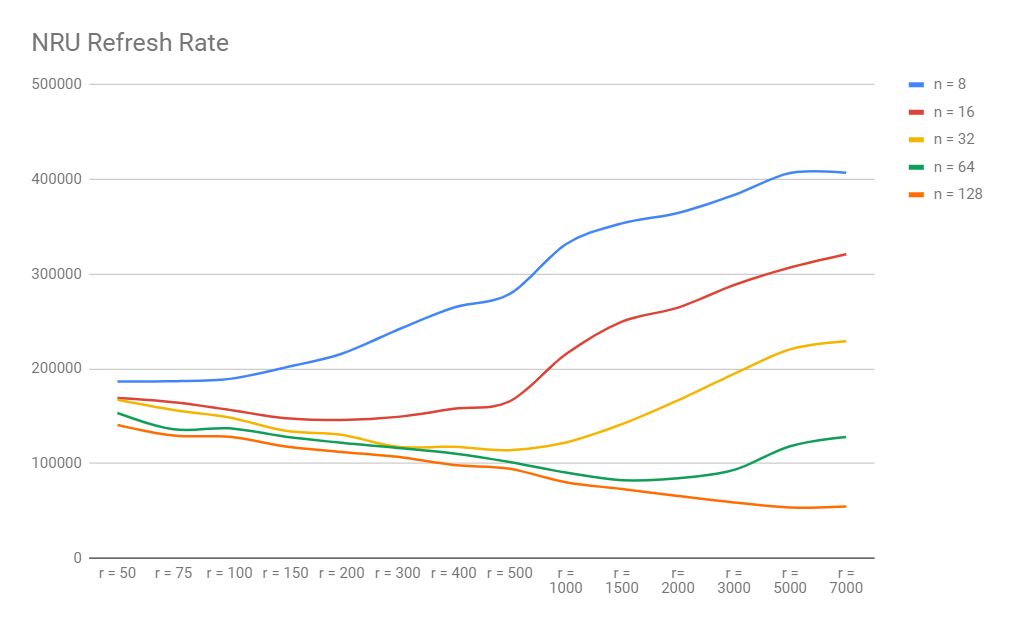 NRU Refresh Rate
500000
400000
300000
200000
100000
0
n = 8
n = 16
n = 32
n = 64
n = 128
r = 50 r = 75 r = 100 r = 150 r = 200 r = 300 r = 400 r = 500 r = r = r= r = r = r =
1000 1500 2000 3000 5000 7000